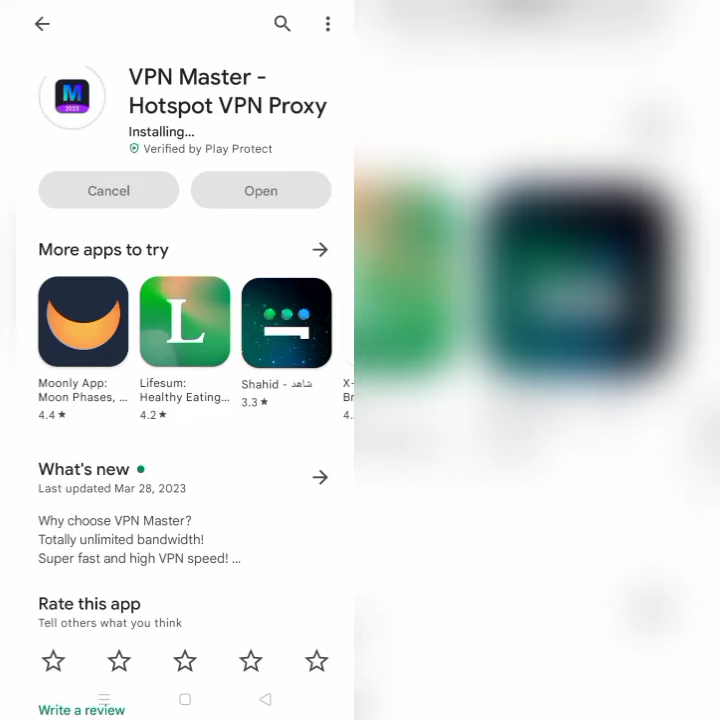 VPN Master -
Hotspot VPN Proxy
Installing...
Verified by Play Protect
M
2023
Cancel
Open
More apps to try
L
Moonly App:
Moon Phases, ...
4.4★
Lifesum:
Healthy Eating...
4.2★
Shahid - شاهد
3.3★
X-
Br
4.
What's new
Last updated Mar 28, 2023
Why choose VPN Master?
Totally unlimited bandwidth!
Super fast and high VPN speed! ...
Rate this app
Tell others what you think
Write a review